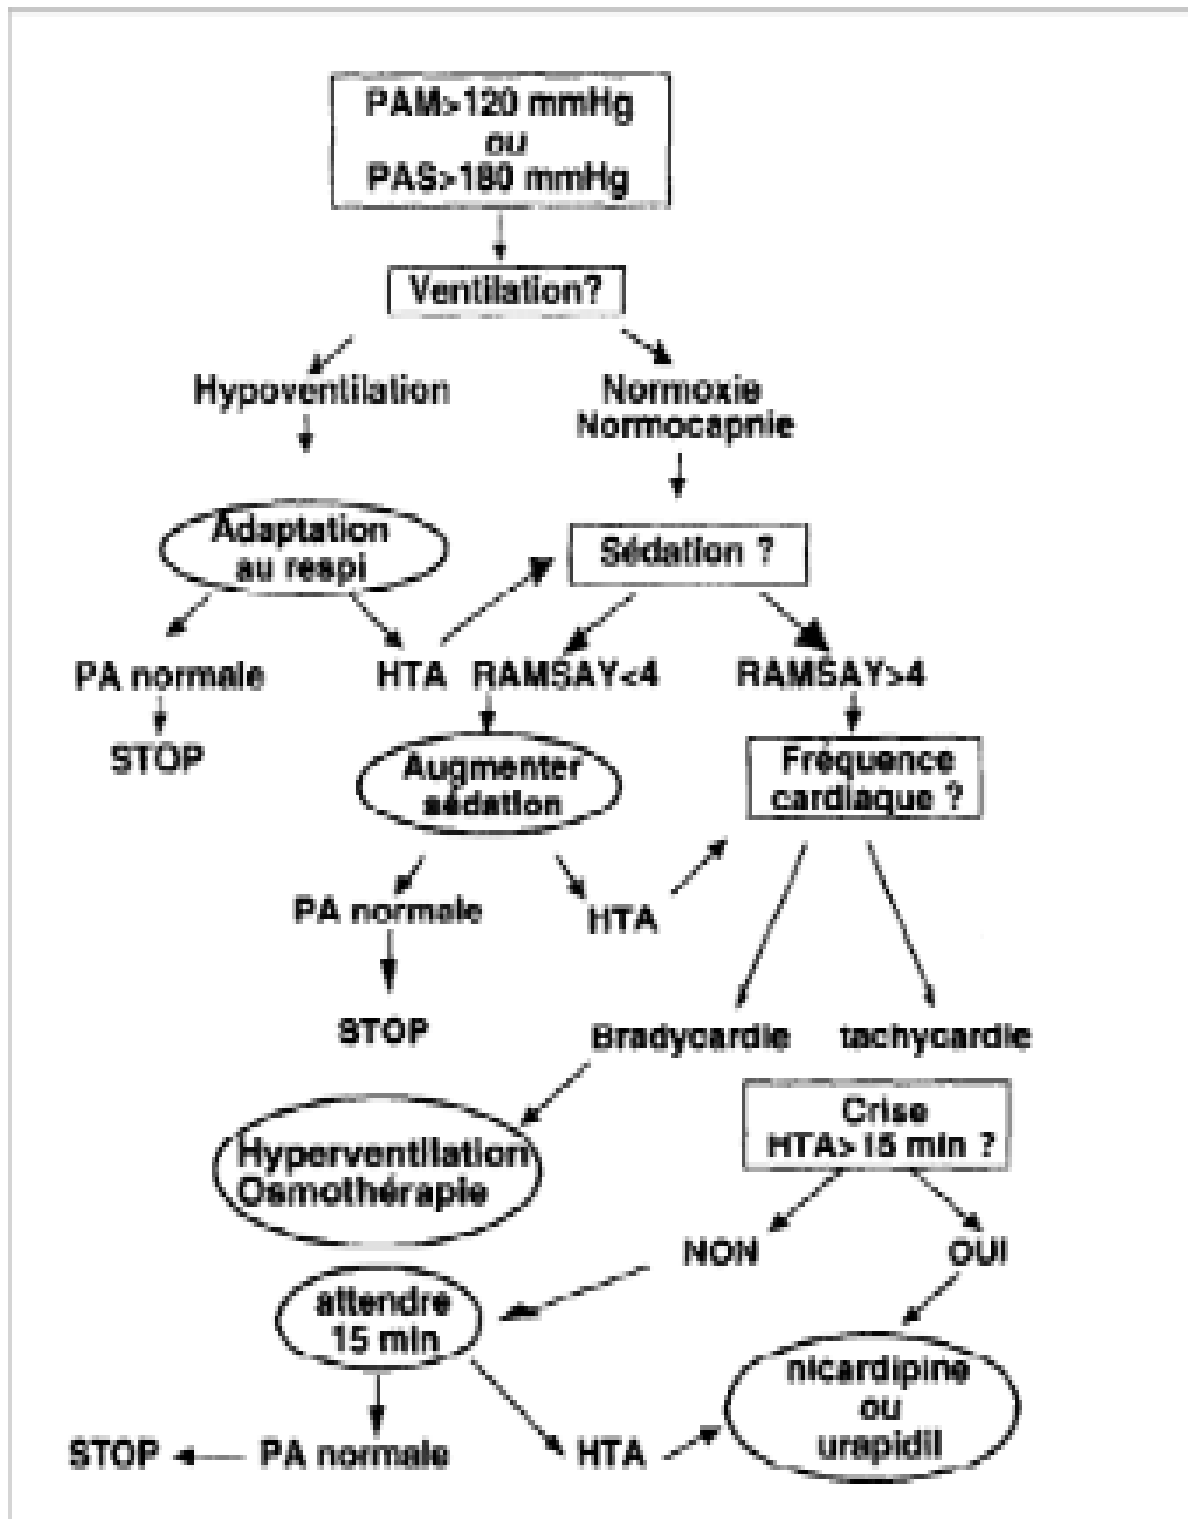 PAM>120 mmHg
ou
PAS>180 mmHg
Ventilation?
Hypoventilation
Normoxie
Normocapnie
Adaptation
au respi
Sédation ?
PA normale
HTA
RAMSAY<4
RAMSAY>4
STOP
Augmenter
sédation
Fréquence
cardiaque ?
PA normale
HTA
STOP
Bradycardie
tachycardie
Hyperventilation
Osmothérapie
Crise
HTA>15 min ?
NON
OUI
attendre
15 min
nicardipine
ou
urapidil
STOP
PA normale
HTA